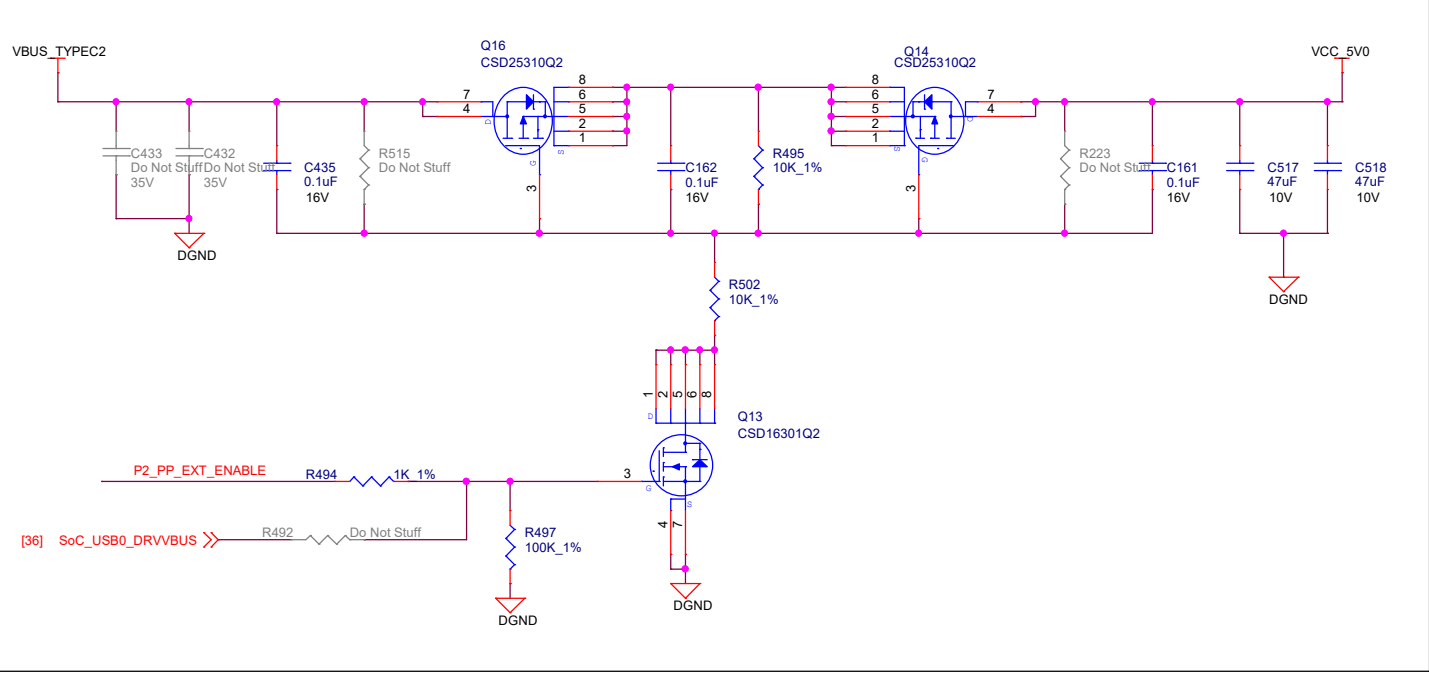 VBUS_TYPEC2
Q16
CSD25310Q2
Q14
CSD25310Q2
VCC_5V0
7
4
D
8
6
5
2
1
S
G
3
8
6
5
2
1
S
G
3
7
4
D
C433
Do Not Stuff
35V
C432
Do Not Stuff
35V
C435
0.1uF
16V
R515
Do Not Stuff
C162
0.1uF
16V
R495
10K_1%
R223
Do Not Stuff
C161
0.1uF
16V
C517
47uF
10V
C518
47uF
10V
DGND
DGND
R502
10K_1%
1
2
5
6
8
D
Q13
CSD16301Q2
P2_PP_EXT_ENABLE
R494
1K_1%
3
G
S
4
7
[36] SoC_USB0_DRVVBUS
R492
Do Not Stuff
R497
100K_1%
DGND
DGND